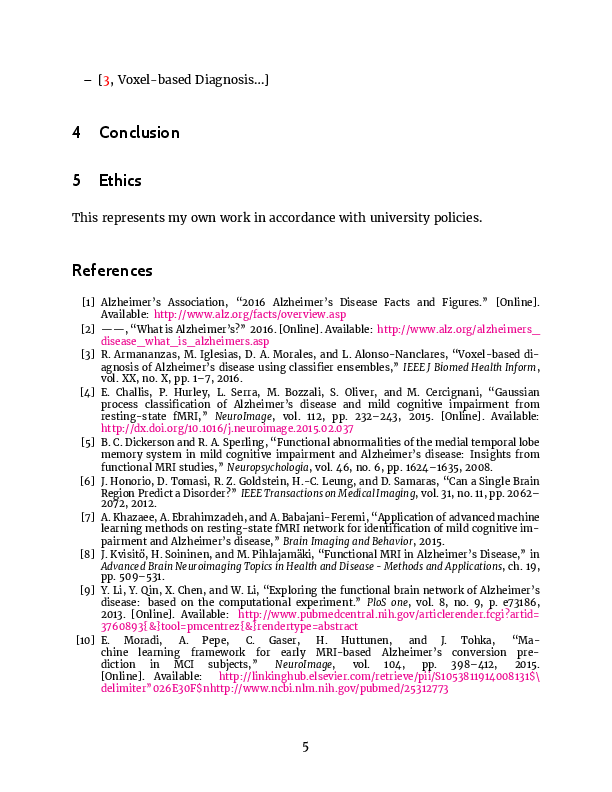 – [3, Voxel-based Diagnosis...]
4 Conclusion
5 Ethics
This represents my own work in accordance with university policies.
References
[1] Alzheimer's Association, “2016 Alzheimer's Disease Facts and Figures.” [Online].
Available: http://www.alz.org/facts/overview.asp
[2] ——, “What is Alzheimer's?” 2016. [Online]. Available: http://www.alz.org/alzheimers_
disease_what_is_alzheimers.asp
[3] R. Armananzas, M. Iglesias, D. A. Morales, and L. Alonso-Nanclares, “Voxel-based di-
agnosis of Alzheimer's disease using classifier ensembles,” IEEE J Biomed Health Inform,
vol. XX, no. X, pp. 1–7, 2016.
[4] E. Challis, P. Hurley, L. Serra, M. Bozzali, S. Oliver, and M. Cercignani, “Gaussian
process classification of Alzheimer's disease and mild cognitive impairment from
resting-state fMRI,” NeuroImage, vol. 112, pp. 232–243, 2015. [Online]. Available:
http://dx.doi.org/10.1016/j.neuroimage.2015.02.037
[5] B. C. Dickerson and R. A. Sperling, “Functional abnormalities of the medial temporal lobe
memory system in mild cognitive impairment and Alzheimer's disease: Insights from
functional MRI studies,” Neuropsychologia, vol. 46, no. 6, pp. 1624–1635, 2008.
[6] J. Honorio, D. Tomasi, R. Z. Goldstein, H.-C. Leung, and D. Samaras, “Can a Single Brain
Region Predict a Disorder?” IEEE Transactions on Medical Imaging, vol. 31, no. 11, pp. 2062–
2072, 2012.
[7] A. Khazaee, A. Ebrahimzadeh, and A. Babajani-Feremi, “Application of advanced machine
learning methods on resting-state fMRI network for identification of mild cognitive im-
pairment and Alzheimer's disease,” Brain Imaging and Behavior, 2015.
[8] J. Kvisitö, H. Soininen, and M. Pihlajamäki, “Functional MRI in Alzheimer's Disease,” in
Advanced Brain Neuroimaging Topics in Health and Disease - Methods and Applications, ch. 19,
pp. 509–531.
[9] Y. Li, Y. Qin, X. Chen, and W. Li, “Exploring the functional brain network of Alzheimer's
disease: based on the computational experiment.” PloS one, vol. 8, no. 9, p. e73186,
2013. [Online]. Available: http://www.pubmedcentral.nih.gov/articlerender.fcgi?artid=
3760893{&}tool=pmcentrez{&}rendertype=abstract
[10] E. Moradi, A. Pepe, C. Gaser, H. Huttunen, and J. Tohka, “Ma-
chine learning framework for early MRI-based Alzheimer's conversion pre-
diction in MCI subjects,” NeuroImage, vol. 104, pp. 398–412, 2015.
[Online]. Available: http://linkinghub.elsevier.com/retrieve/pii/S1053811914008131$\
delimiter"026E30F$nhttp://www.ncbi.nlm.nih.gov/pubmed/25312773
5